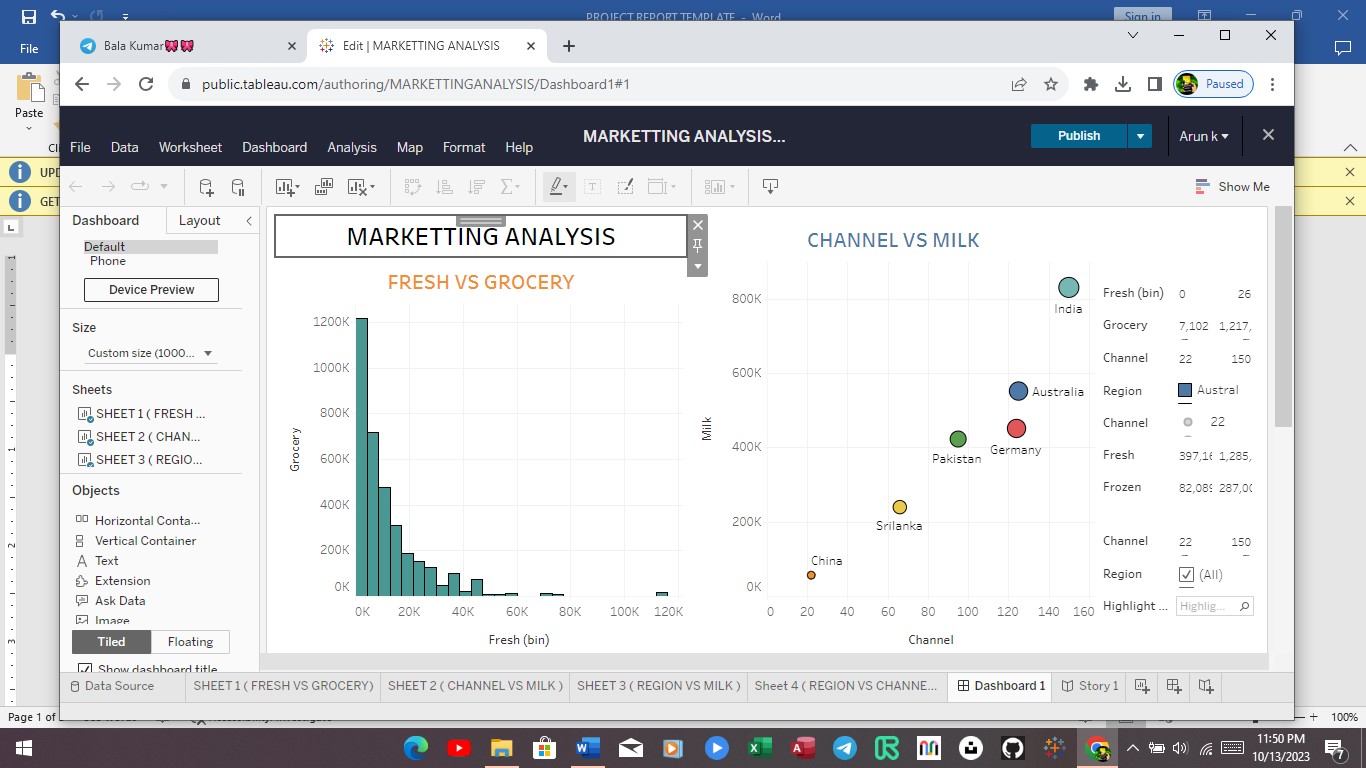 PROJECT REPORT TEMPLATE - Word
Sign in
File
Paste
Bala Kumar
Edit | MARKETTING ANALYSIS
public.tableau.com/authoring/MARKETTINGANALYSIS/Dashboard1#1
Paused
MARKETTING ANALYSIS...
Publish
Arun k
File Data Worksheet Dashboard Analysis Map Format Help
UPD
GET
Show Me
Dashboard Layout
Default
Phone
Device Preview
Size
Custom size (1000...
Sheets
SHEET 1 ( FRESH ...
SHEET 2 ( CHAN...
SHEET 3 ( REGIO...
Objects
Horizontal Conta...
Vertical Container
Text
Extension
Ask Data
Image
Tiled Floating
Show dashboard title
MARKETTING ANALYSIS
FRESH VS GROCERY
Grocery
1200K
1000K
800K
600K
400K
200K
0K
0K 20K 40K 60K 80K 100K 120K
Fresh (bin)
CHANNEL VS MILK
Milk
800K
600K
400K
200K
0K
India
Australia
Germany
Pakistan
Srilanka
China
0 20 40 60 80 100 120 140 160
Channel
Fresh (bin) 0 26
Grocery 7,102 1,217,
Channel 22 150
Region Austral
Channel 22
Fresh 397,16 1,285,
Frozen 82,089 287,00
Channel 22 150
Region (All)
Highlight ... Highlig...
Data Source
SHEET 1 ( FRESH VS GROCERY)
SHEET 2 ( CHANNEL VS MILK )
SHEET 3 ( REGION VS MILK )
Sheet 4 ( REGION VS CHANNE...
Dashboard 1
Story 1
Page 1 of
100%
11:50 PM
10/13/2023
7